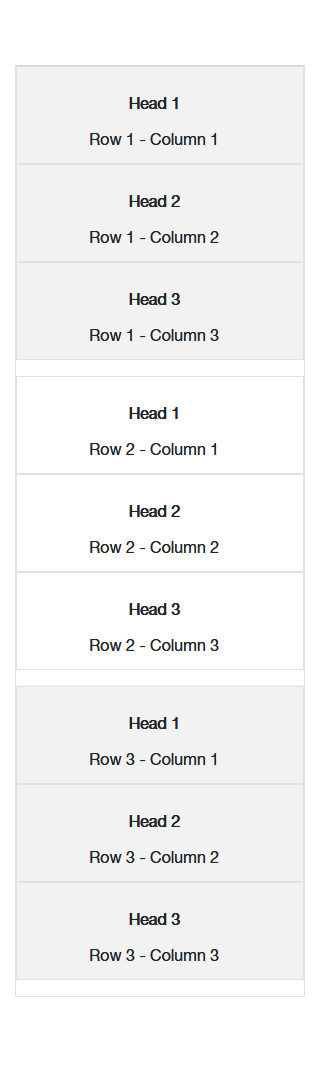 Head 1
Row 1 - Column 1
Head 2
Row 1 - Column 2
Head 3
Row 1 - Column 3
Head 1
Row 2 - Column 1
Head 2
Row 2 - Column 2
Head 3
Row 2 - Column 3
Head 1
Row 3 - Column 1
Head 2
Row 3 - Column 2
Head 3
Row 3 - Column 3